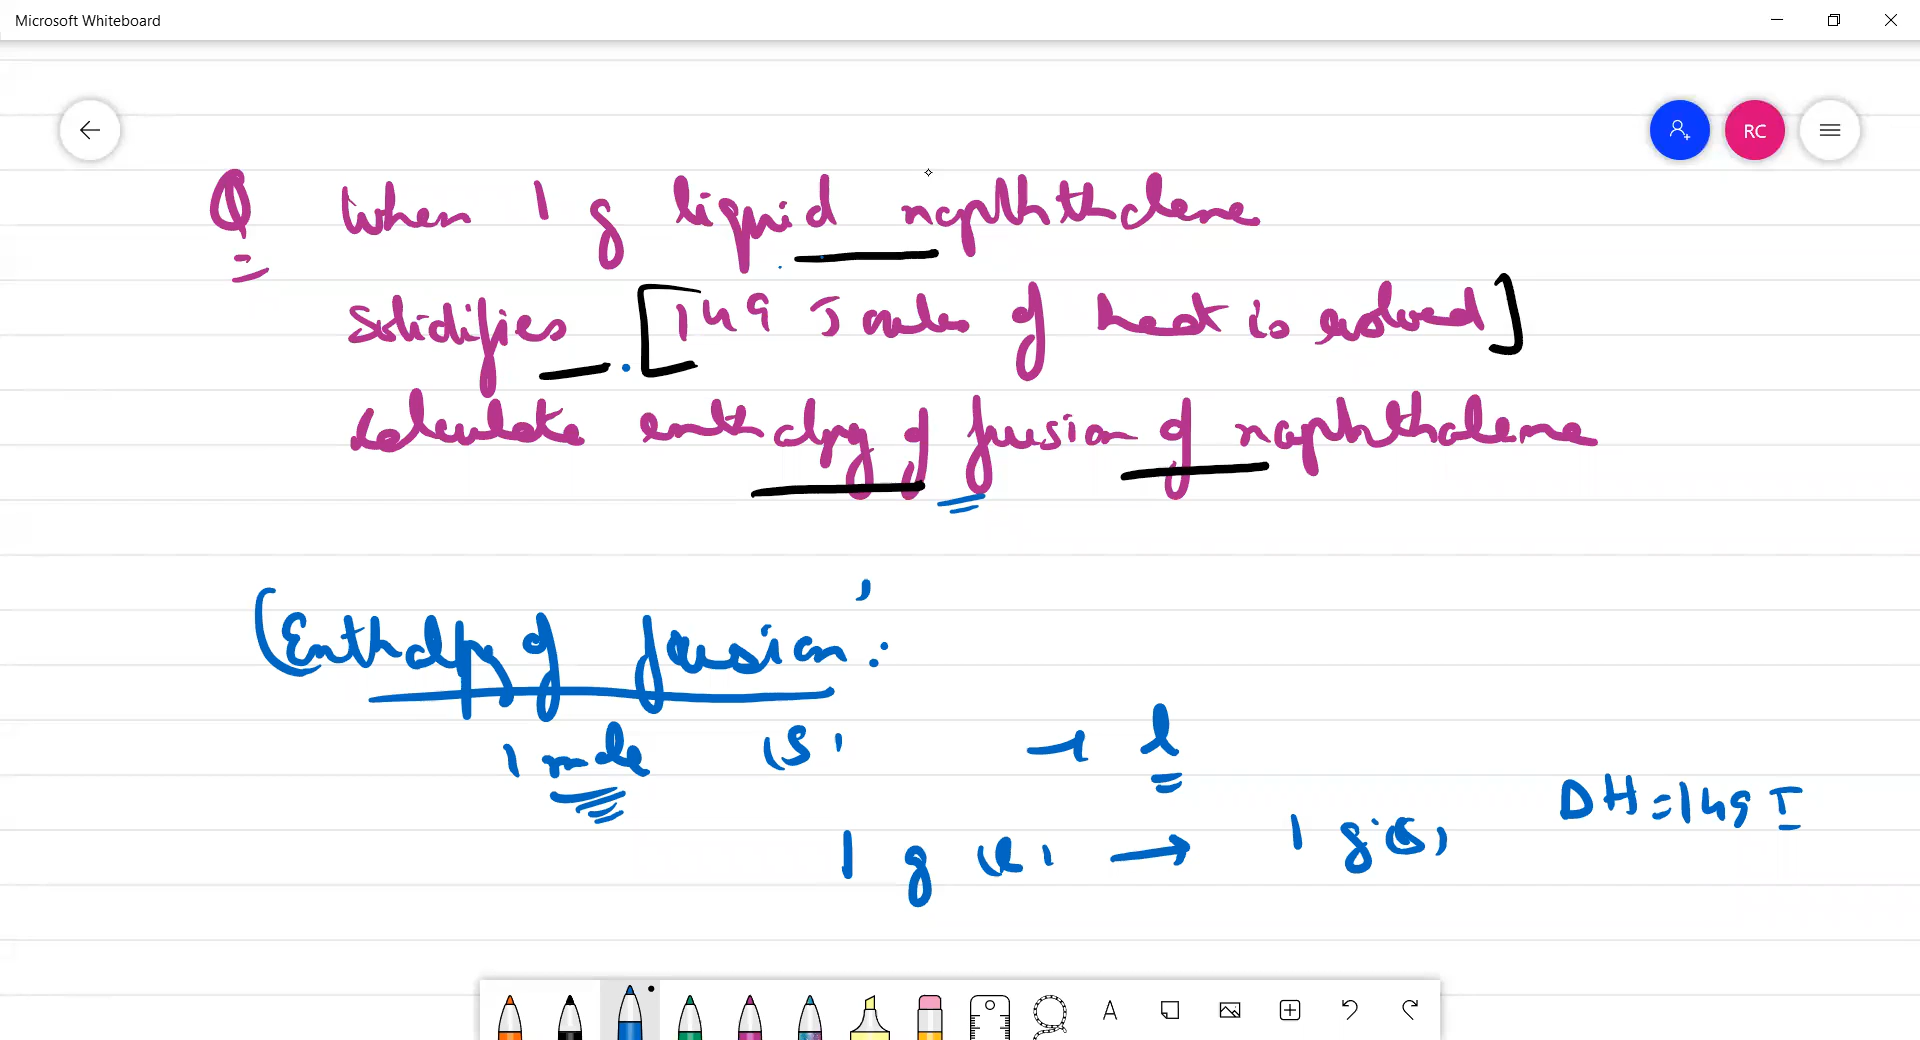 Microsoft Whiteboard
RC
Q When 1 g liquid naphthalene
solidifies [149 Joules of heat is evolved]
calculate enthalpy of fusion of naphthalene
(Enthalpy of fusion :
1 mole (s) → l
1 g (l) → 1 g (s) ΔH = 149 J
A